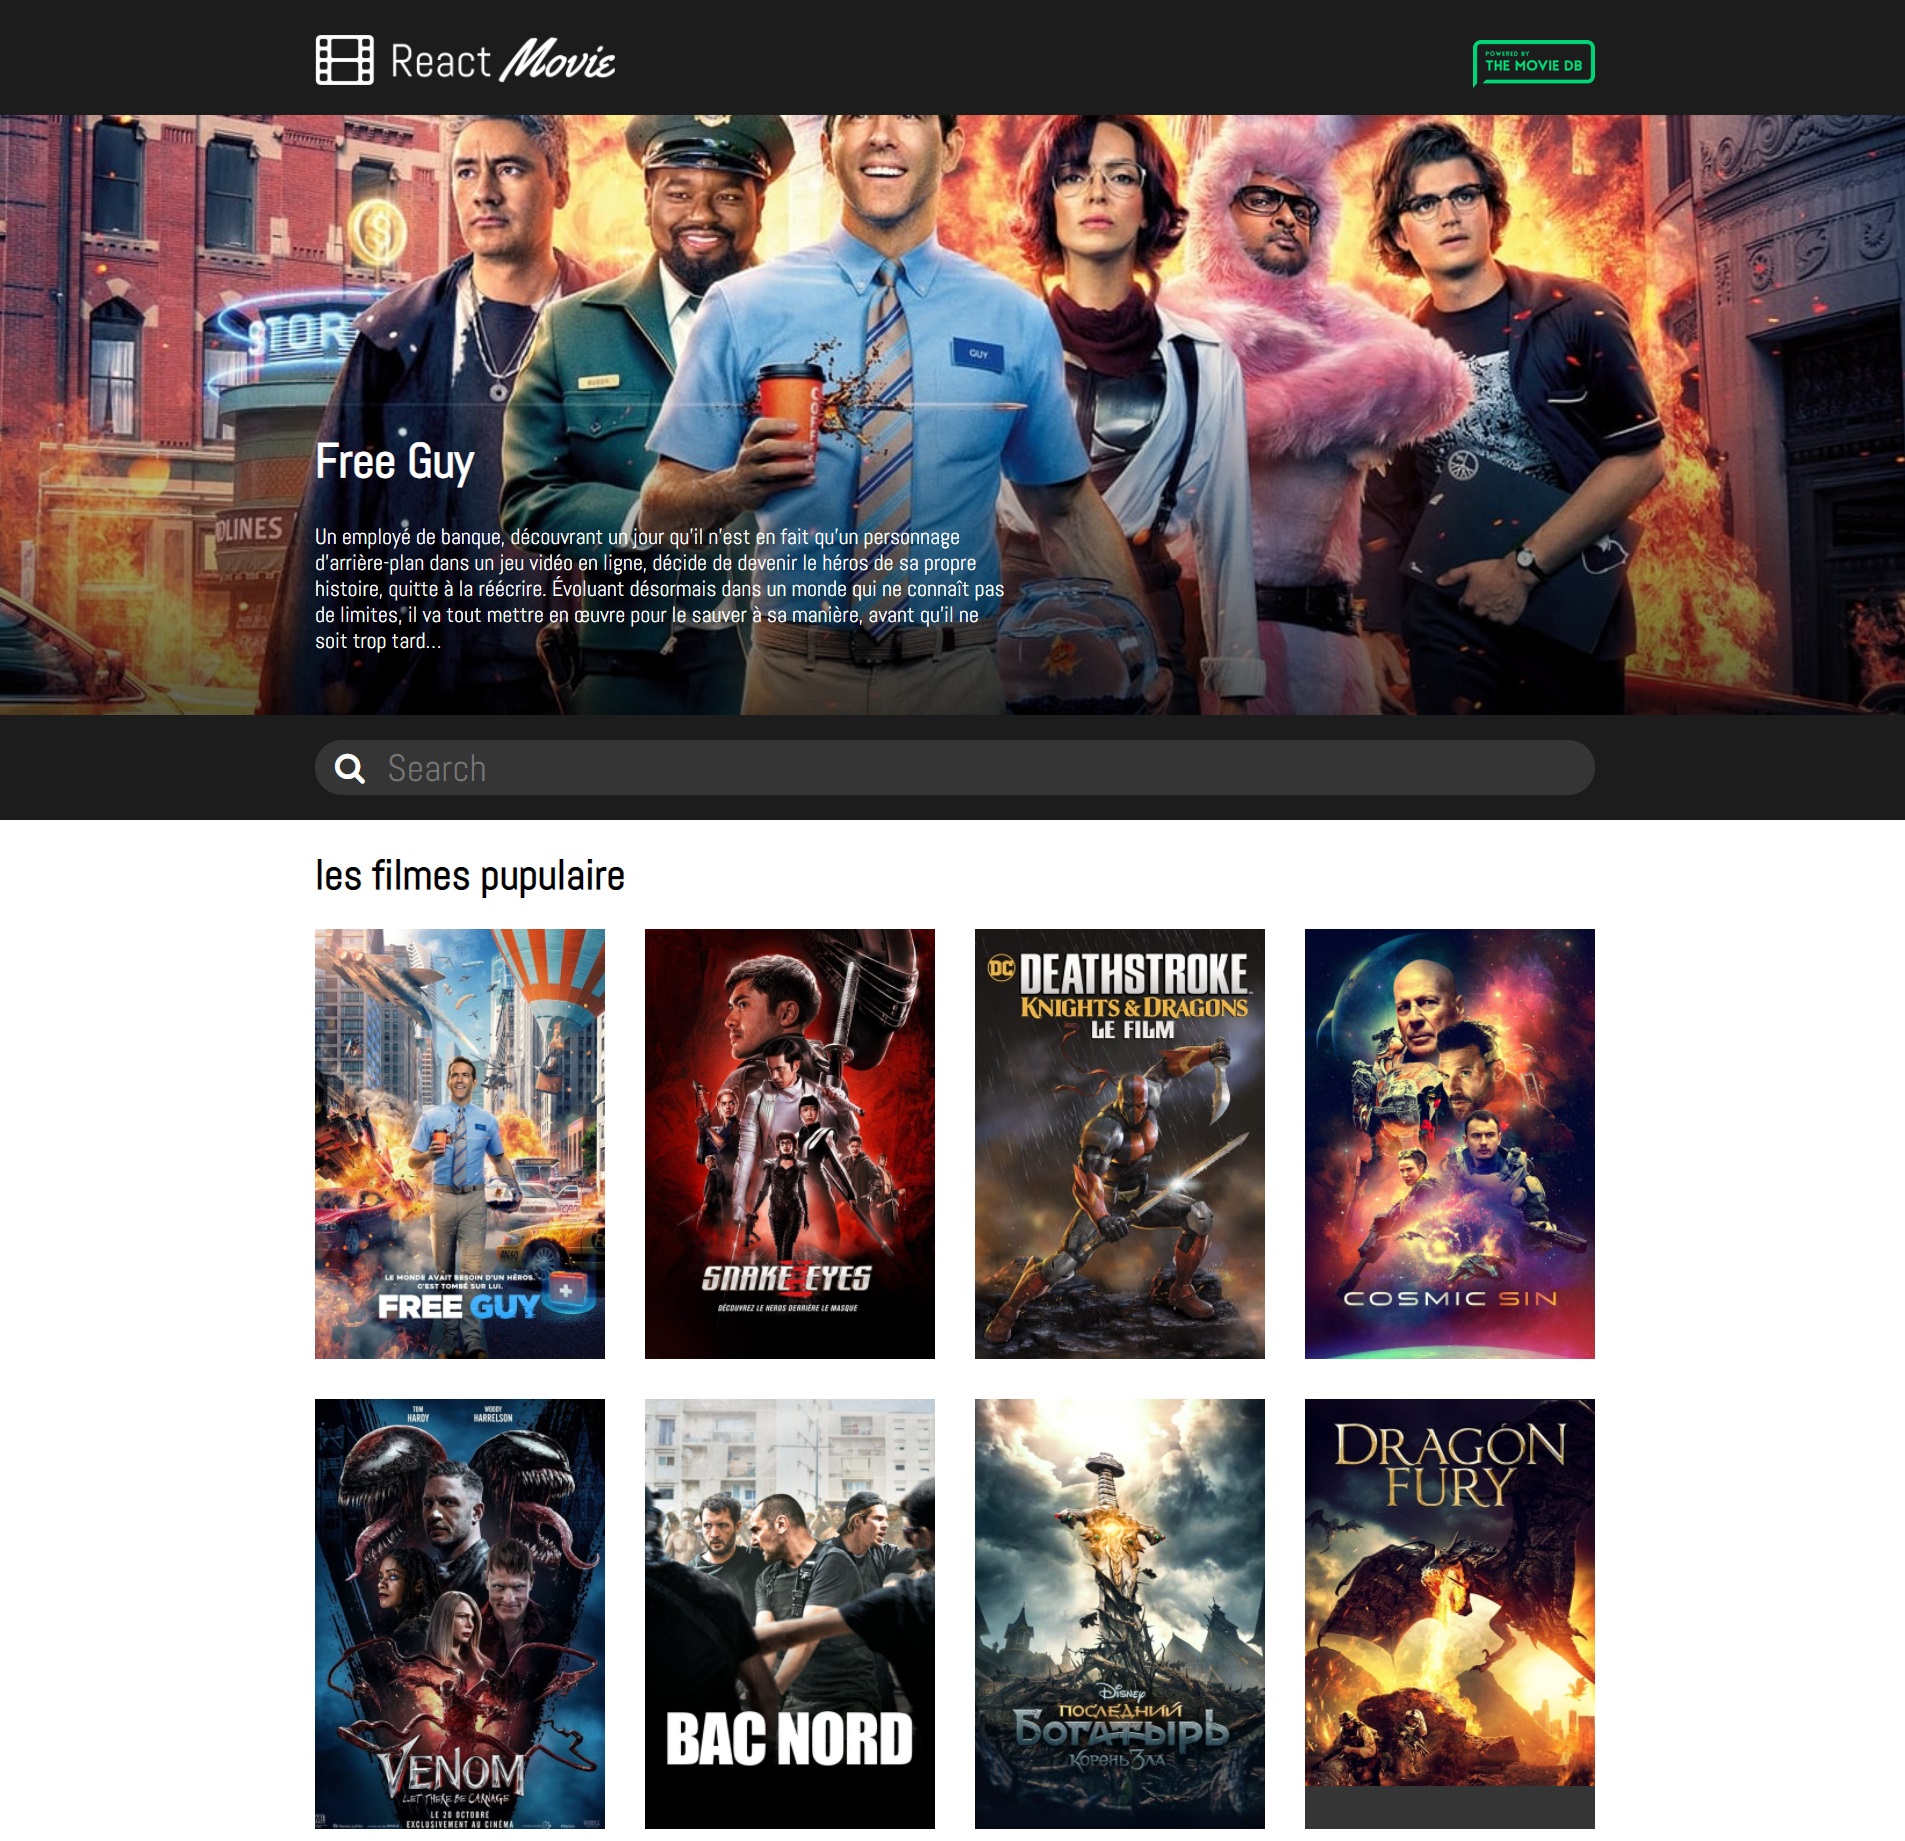 React Movie
POWERED BY
THE MOVIE DB
STOR
GUY
BUDDY
DLINES
Free Guy
Un employé de banque, découvrant un jour qu'il n'est en fait qu'un personnage
d'arrière-plan dans un jeu vidéo en ligne, décide de devenir le héros de sa propre
histoire, quitte à la réécrire. Évoluant désormais dans un monde qui ne connaît pas
de limites, il va tout mettre en œuvre pour le sauver à sa manière, avant qu'il ne
soit trop tard…
Search
les filmes pupulaire
LE MONDE AVAIT BESOIN D'UN HÉROS.
C'EST TOMBÉ SUR LUI.
FREE GUY
SNAKE EYES
DÉCOUVREZ LE HEROS DERRIÈRE LE MASQUE
DC DEATHSTROKE
KNIGHTS & DRAGONS
LE FILM
COSMIC SIN
TOM
HARDY
WOODY
HARRELSON
VENOM
LET THERE BE CARNAGE
LE 20 OCTOBRE
EXCLUSIVEMENT AU CINÉMA
BAC NORD
Disney
ПОСЛЕДНИЙ
БОГАТЫРЬ
КОРЕНЬ ЗЛА
DRAGON
FURY